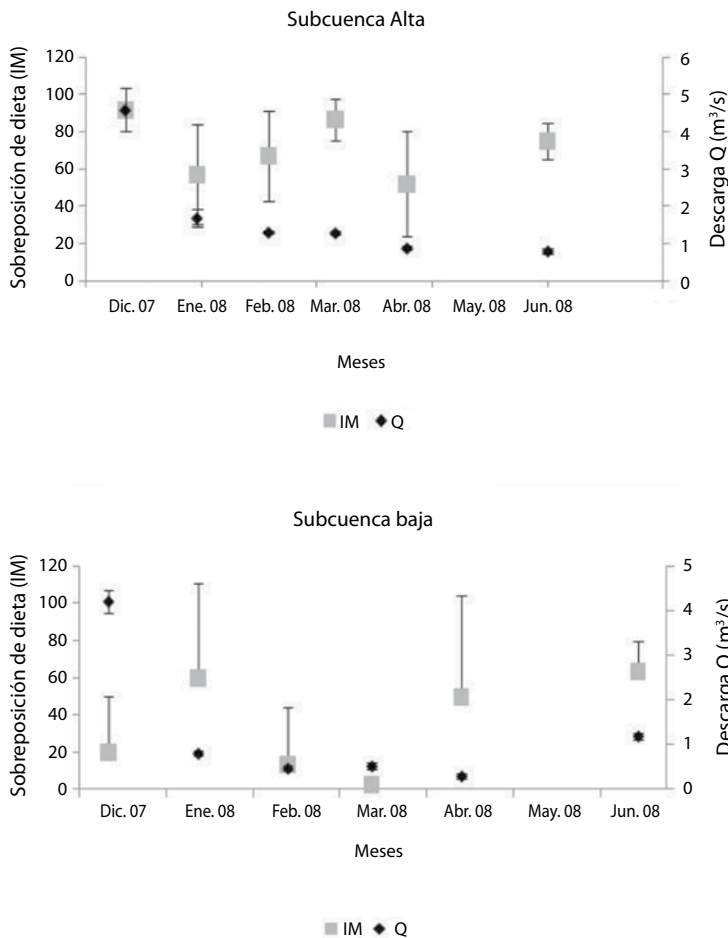 Subcuenca Alta
Sobreposición de dieta (IM)
120
100
80
60
40
20
0
6
5
4
3
2
1
0
Descarga Q (m³/s)
Dic. 07 Ene. 08 Feb. 08 Mar. 08 Abr. 08 May. 08 Jun. 08
Meses
IM Q
Subcuenca baja
Sobreposición de dieta (IM)
120
100
80
60
40
20
0
5
4
3
2
1
0
Descarga Q (m³/s)
Dic. 07 Ene. 08 Feb. 08 Mar. 08 Abr. 08 May. 08 Jun. 08
Meses
IM Q